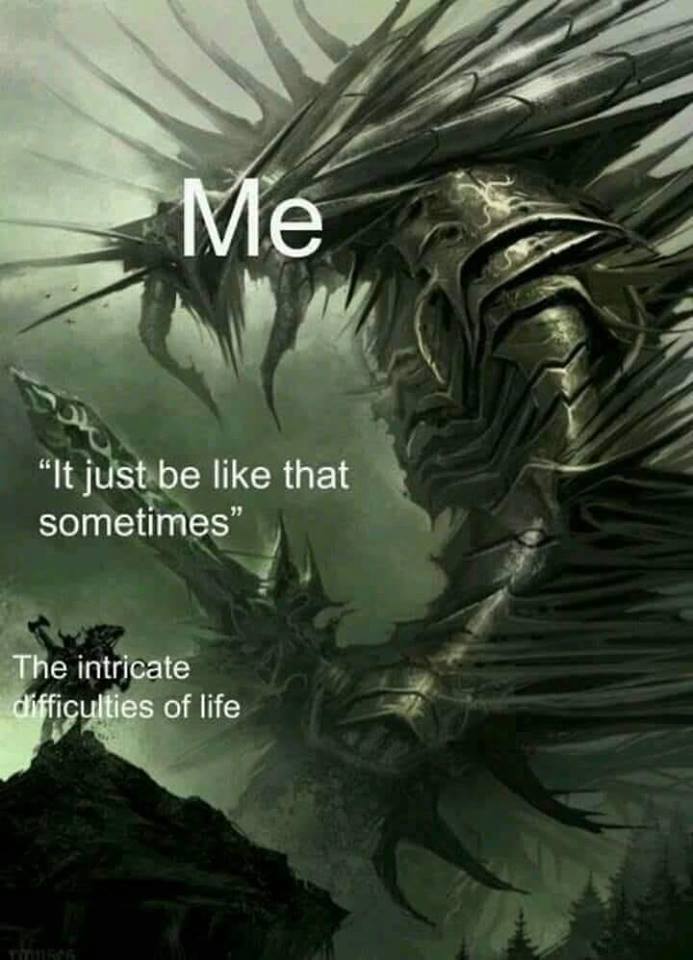 Me
“It just be like that
sometimes”
The intricate
difficulties of life